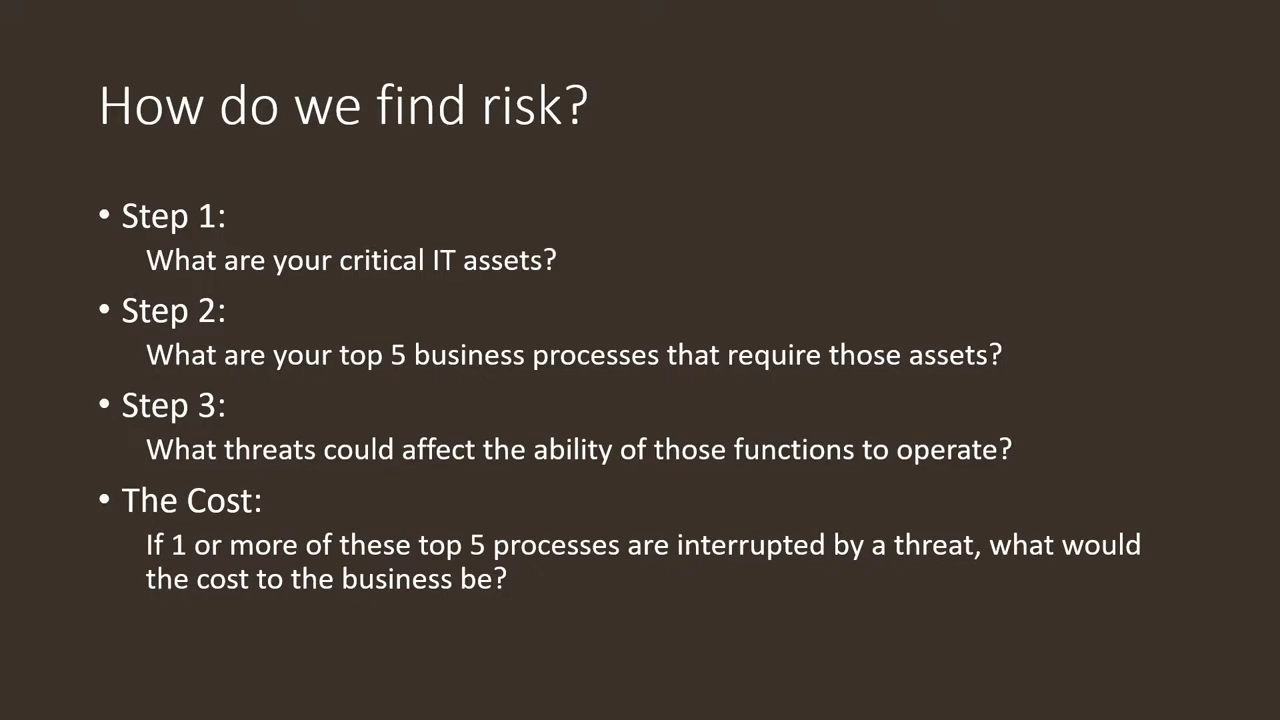 How do we find risk?
• Step 1:
What are your critical IT assets?
• Step 2:
What are your top 5 business processes that require those assets?
• Step 3:
What threats could affect the ability of those functions to operate?
• The Cost:
If 1 or more of these top 5 processes are interrupted by a threat, what would
the cost to the business be?